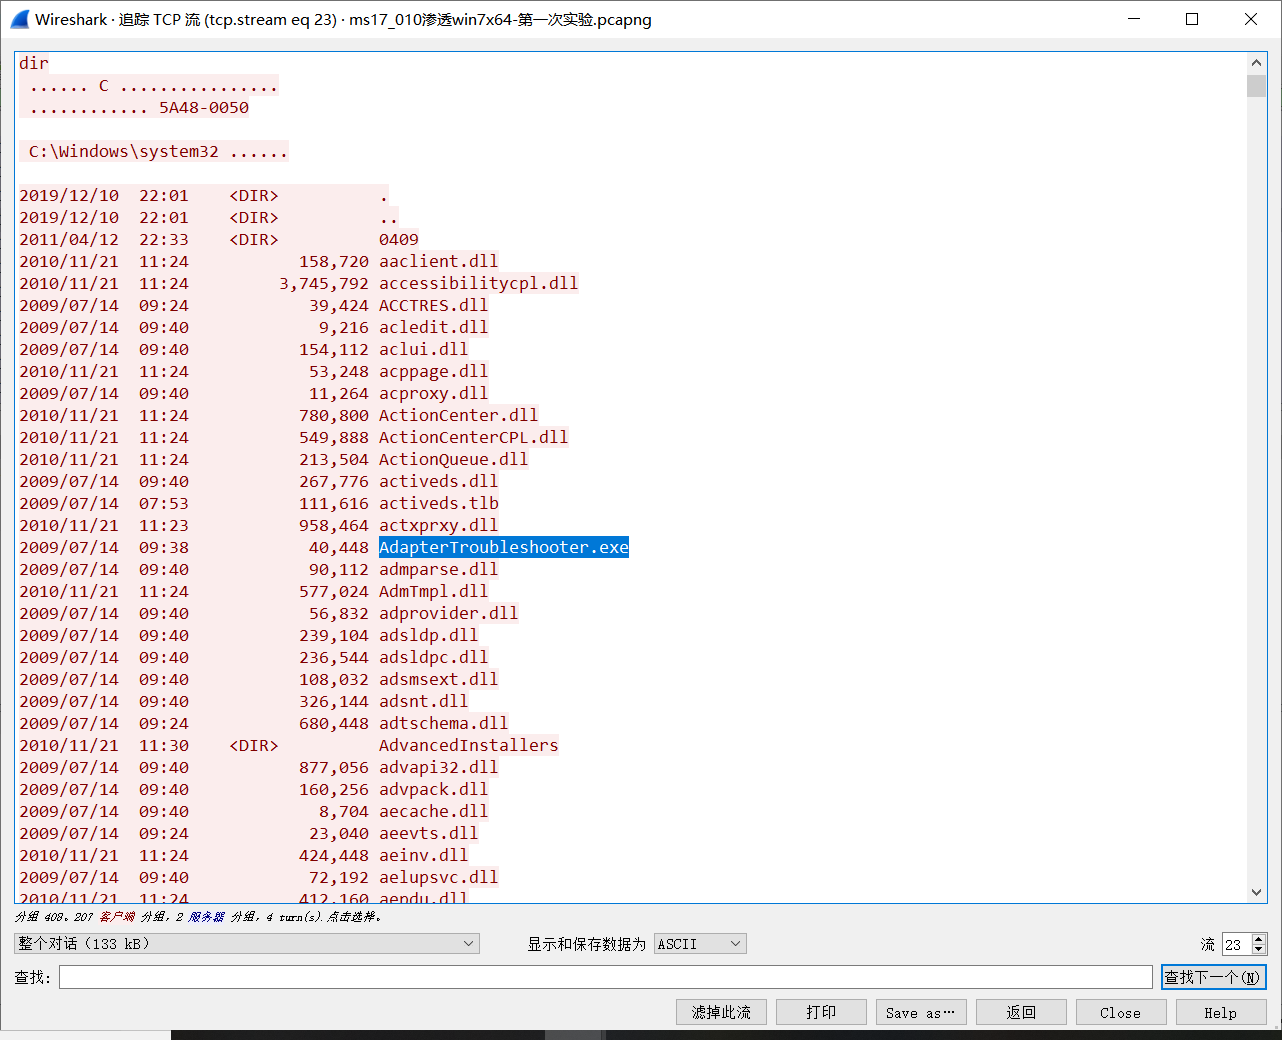 Wireshark · 追踪 TCP 流 (tcp.stream eq 23) · ms17_010渗透win7x64-第一次实验.pcapng
dir
...... C ................
............ 5A48-0050
C:\Windows\system32 ......
2019/12/10  22:01    <DIR>          .
2019/12/10  22:01    <DIR>          ..
2011/04/12  22:33    <DIR>          0409
2010/11/21  11:24           158,720 aaclient.dll
2010/11/21  11:24         3,745,792 accessibilitycpl.dll
2009/07/14  09:24            39,424 ACCTRES.dll
2009/07/14  09:40             9,216 acledit.dll
2009/07/14  09:40           154,112 aclui.dll
2010/11/21  11:24            53,248 acppage.dll
2009/07/14  09:40            11,264 acproxy.dll
2010/11/21  11:24           780,800 ActionCenter.dll
2010/11/21  11:24           549,888 ActionCenterCPL.dll
2010/11/21  11:24           213,504 ActionQueue.dll
2009/07/14  09:40           267,776 activeds.dll
2009/07/14  07:53           111,616 activeds.tlb
2010/11/21  11:23           958,464 actxprxy.dll
2009/07/14  09:38            40,448 AdapterTroubleshooter.exe
2009/07/14  09:40            90,112 admparse.dll
2010/11/21  11:24           577,024 AdmTmpl.dll
2009/07/14  09:40            56,832 adprovider.dll
2009/07/14  09:40           239,104 adsldp.dll
2009/07/14  09:40           236,544 adsldpc.dll
2009/07/14  09:40           108,032 adsmsext.dll
2009/07/14  09:40           326,144 adsnt.dll
2009/07/14  09:24           680,448 adtschema.dll
2010/11/21  11:30    <DIR>          AdvancedInstallers
2009/07/14  09:40           877,056 advapi32.dll
2009/07/14  09:40           160,256 advpack.dll
2009/07/14  09:40             8,704 aecache.dll
2009/07/14  09:24            23,040 aeevts.dll
2010/11/21  11:24           424,448 aeinv.dll
2009/07/14  09:40            72,192 aelupsvc.dll
2010/11/21  11:24           412,160 aepdu.dll
分组 409。207 客户端 分组, 2 服务器 分组, 4 turn(s). 点击选择。
整个对话 (133 kB)
显示和保存数据为 ASCII
流 23
查找:
查找下一个(N)
滤掉此流
打印
Save as…
返回
Close
Help